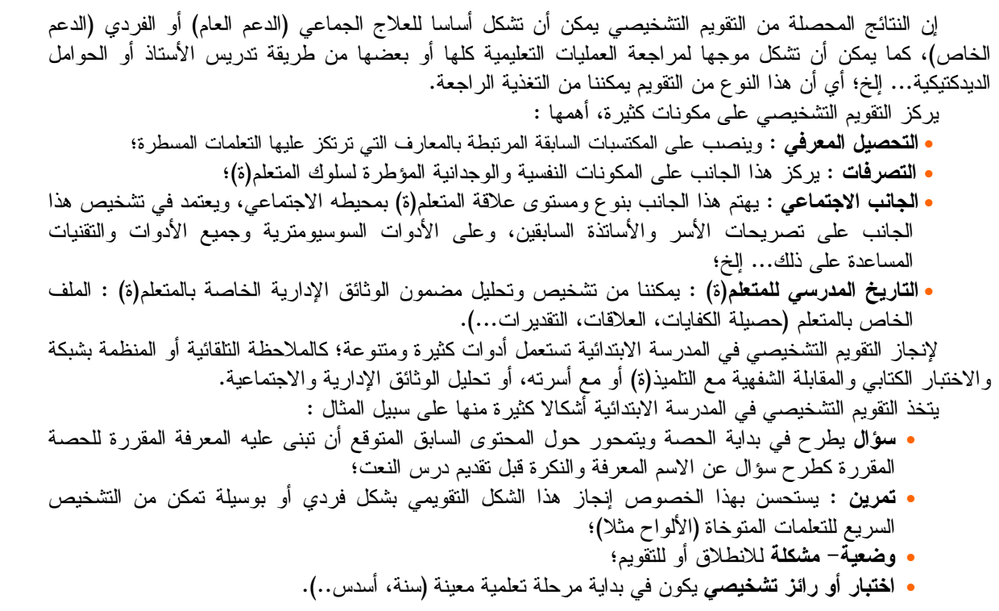 إن النتائج المحصلة من التقويم التشخيصي يمكن أن تشكل أساسا للعلاج الجماعي (الدعم العام) أو الفردي (الدعم
الخاص)، كما يمكن أن تشكل موجها لمراجعة العمليات التعليمية كلها أو بعضها من طريقة تدريس الأستاذ أو الحوامل
الديدكتيكية... إلخ؛ أي أن هذا النوع من التقويم يمكننا من التغذية الراجعة.
يركز التقويم التشخيصي على مكونات كثيرة، أهمها :
• التحصيل المعرفي : وينصب على المكتسبات السابقة المرتبطة بالمعارف التي ترتكز عليها التعلمات المسطرة؛
• التصرفات : يركز هذا الجانب على المكونات النفسية والوجدانية المؤطرة لسلوك المتعلم(ة)؛
• الجانب الاجتماعي : يهتم هذا الجانب بنوع ومستوى علاقة المتعلم(ة) بمحيطه الاجتماعي، ويعتمد في تشخيص هذا
الجانب على تصريحات الأسر والأساتذة السابقين، وعلى الأدوات السوسيومترية وجميع الأدوات والتقنيات
المساعدة على ذلك... إلخ؛
• التاريخ المدرسي للمتعلم(ة) : يمكننا من تشخيص وتحليل مضمون الوثائق الإدارية الخاصة بالمتعلم(ة) : الملف
الخاص بالمتعلم (حصيلة الكفايات، العلاقات، التقديرات...).
لإنجاز التقويم التشخيصي في المدرسة الابتدائية تستعمل أدوات كثيرة ومتنوعة؛ كالملاحظة التلقائية أو المنظمة بشبكة
والاختبار الكتابي والمقابلة الشفهية مع التلميذ(ة) أو مع أسرته، أو تحليل الوثائق الإدارية والاجتماعية.
يتخذ التقويم التشخيصي في المدرسة الابتدائية أشكالا كثيرة منها على سبيل المثال :
• سؤال يطرح في بداية الحصة ويتمحور حول المحتوى السابق المتوقع أن تبنى عليه المعرفة المقررة للحصة
المقررة كطرح سؤال عن الاسم المعرفة والنكرة قبل تقديم درس النعت؛
• تمرين : يستحسن بهذا الخصوص إنجاز هذا الشكل التقويمي بشكل فردي أو بوسيلة تمكن من التشخيص
السريع للتعلمات المتوخاة (الألواح مثلا)؛
• وضعية- مشكلة للانطلاق أو للتقويم؛
• اختبار أو رائز تشخيصي يكون في بداية مرحلة تعلمية معينة (سنة، أسدس..).